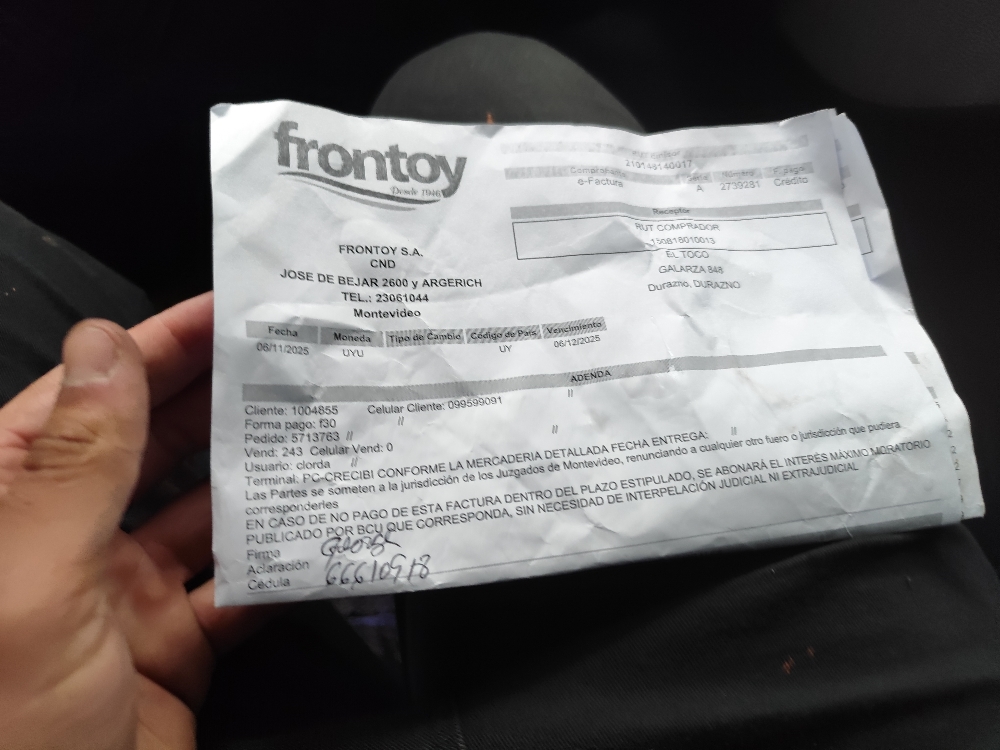 frontoy
Desde 1946
FRONTOY S.A.
CND
JOSE DE BEJAR 2600 y ARGERICH
TEL.: 23061044
Montevideo
210146140017
Comprobante Serie Número F. pago
e-Factura A 2739281 Crédito
Receptor
RUT COMPRADOR
150818010013
EL TOCO
GALARZA 848
Durazno, DURAZNO
Fecha Moneda Tipo de Cambio Código de País Vencimiento
06/11/2025 UYU UY 06/12/2025
ADENDA
Cliente: 1004855 Celular Cliente: 099599091 //
Forma pago: f30 //
Pedido: 5713763 // //
Vend: 243 Celular Vend: 0
Usuario: clorda //
Terminal: PC-CRECIBI CONFORME LA MERCADERIA DETALLADA FECHA ENTREGA: //
Las Partes se someten a la jurisdicción de los Juzgados de Montevideo, renunciando a cualquier otro fuero o jurisdicción que pudiera
corresponderles
EN CASO DE NO PAGO DE ESTA FACTURA DENTRO DEL PLAZO ESTIPULADO, SE ABONARÁ EL INTERÉS MÁXIMO MORATORIO
PUBLICADO POR BCU QUE CORRESPONDA, SIN NECESIDAD DE INTERPELACIÓN JUDICIAL NI EXTRAJUDICIAL
Firma
Aclaración
Cédula 66610918